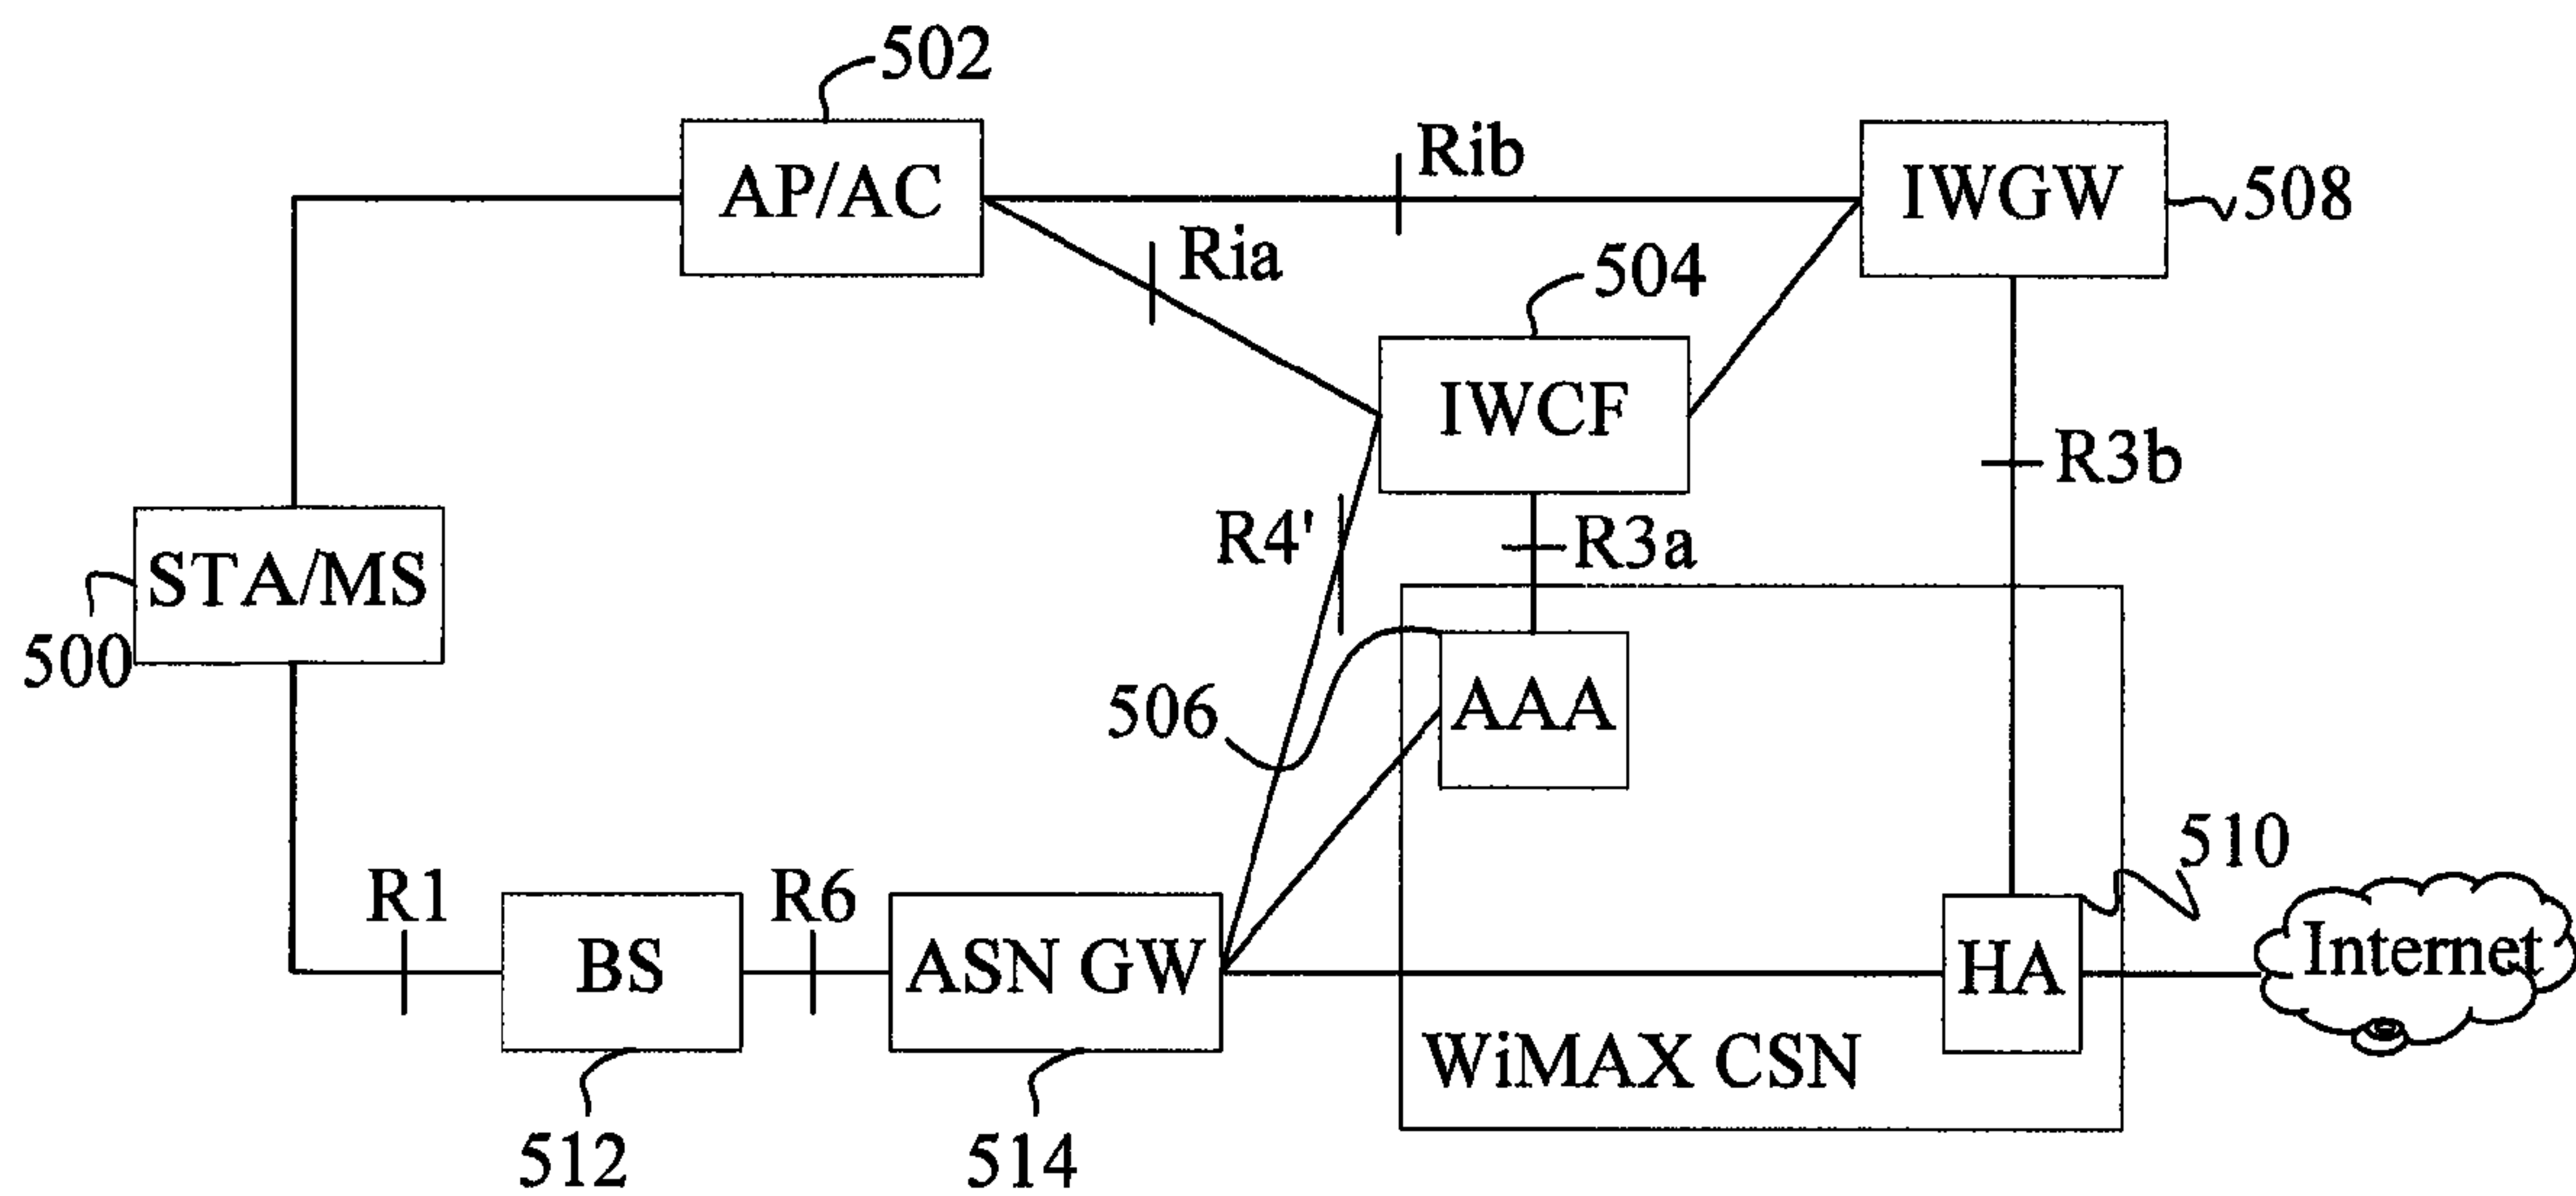 502
AP/AC
Rib
IWGW
508
Ria
504
IWCF
R3b
R4'
R3a
STA/MS
500
506
AAA
510
R1
R6
BS
ASN GW
HA
Internet
WiMAX CSN
512
514